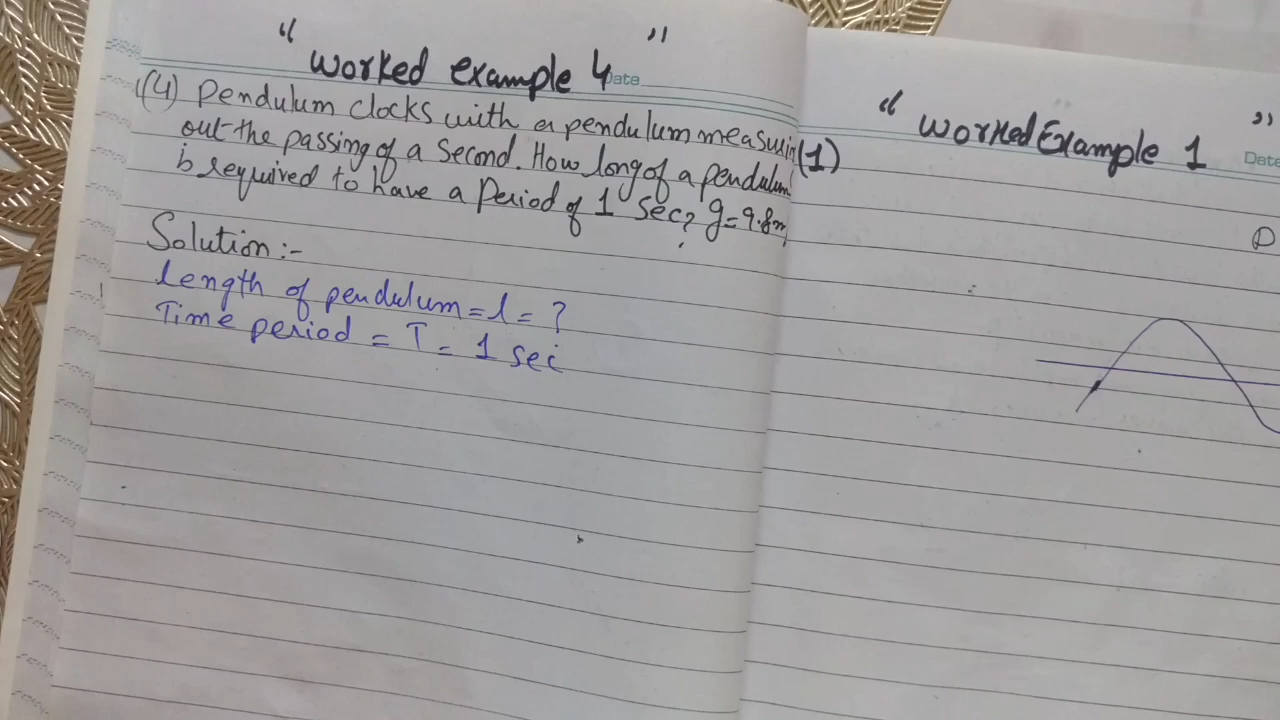 " Worked example 4 "
Date
(4) Pendulum clocks with a pendulum measurin
out the passing of a second. How long of a pendulum
is required to have a Period of 1 sec? g=9.8m/
Solution:-
Length of pendulum = l = ?
Time period = T = 1 sec
" Worked Example 1 "
Date
(1)
D